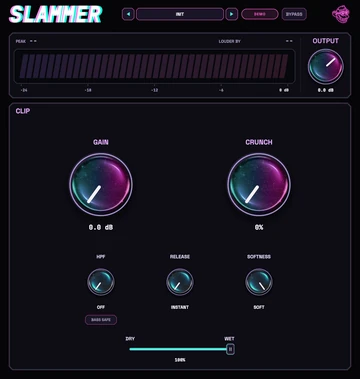 SLAMMER
INIT
DEMO
BYPASS
PEAK --
LOUDER BY --
OUTPUT
-24 -18 -12 -6 0 dB
0.0 dB
CLIP
GAIN
CRUNCH
0.0 dB
0%
HPF
RELEASE
SOFTNESS
OFF
INSTANT
SOFT
BASS SAFE
DRY
WET
100%